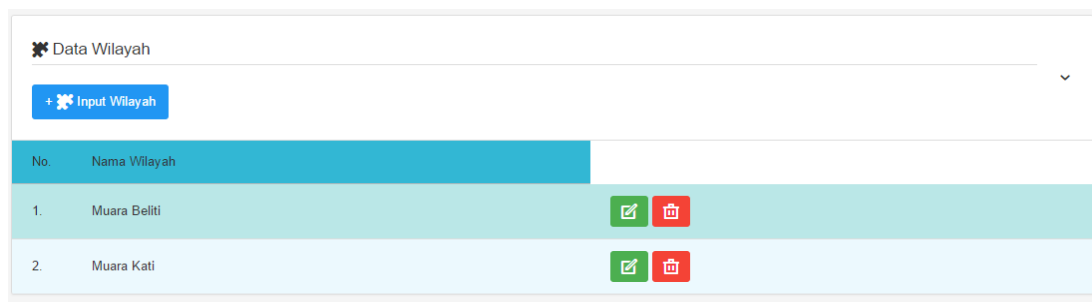 Data Wilayah
+ Input Wilayah
No. Nama Wilayah
1. Muara Beliti
2. Muara Kati